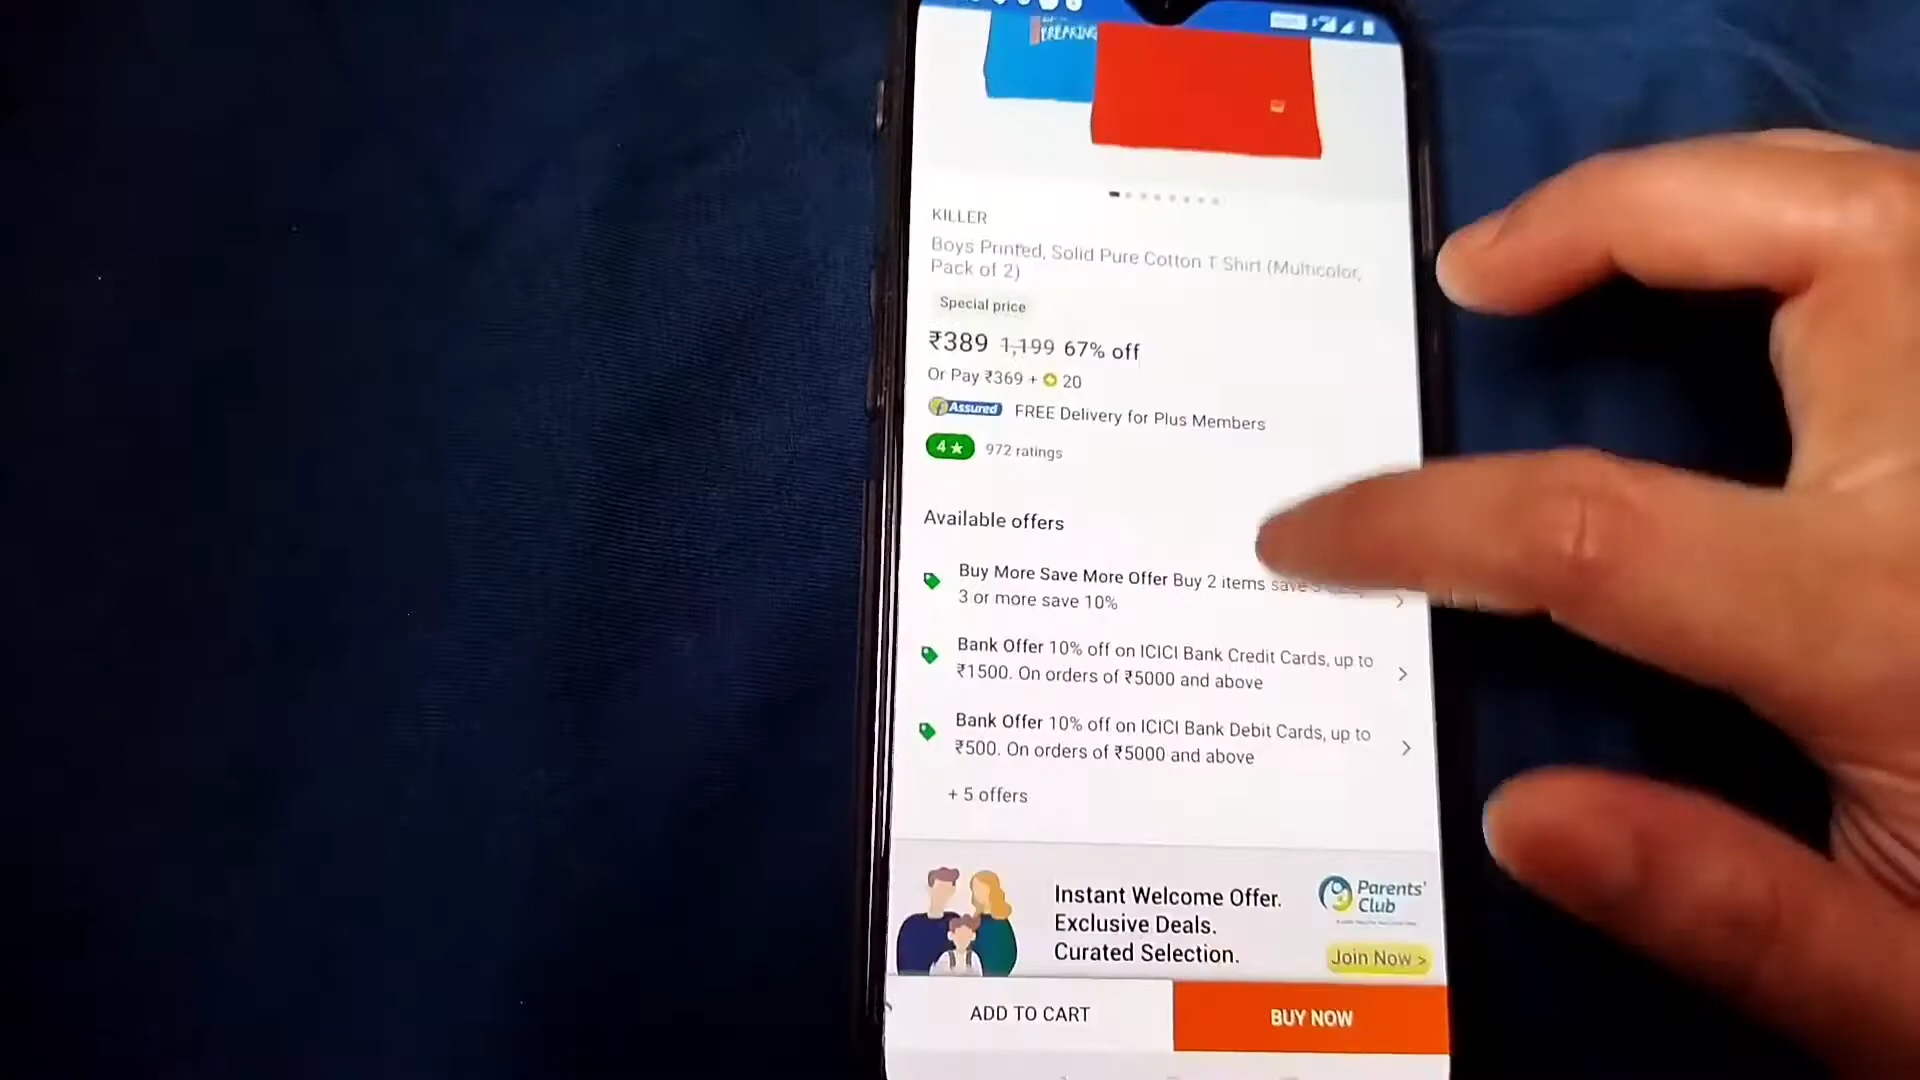 BREAKING
KILLER
Boys Printed, Solid Pure Cotton T Shirt (Multicolor,
Pack of 2)
Special price
₹389 1,199 67% off
Or Pay ₹369 + 20
Assured FREE Delivery for Plus Members
4★ 972 ratings
Available offers
Buy More Save More Offer Buy 2 items save
3 or more save 10%
Bank Offer 10% off on ICICI Bank Credit Cards, up to
₹1500. On orders of ₹5000 and above
Bank Offer 10% off on ICICI Bank Debit Cards, up to
₹500. On orders of ₹5000 and above
+ 5 offers
Instant Welcome Offer.
Exclusive Deals.
Curated Selection.
Parents'
Club
Join Now >
ADD TO CART
BUY NOW